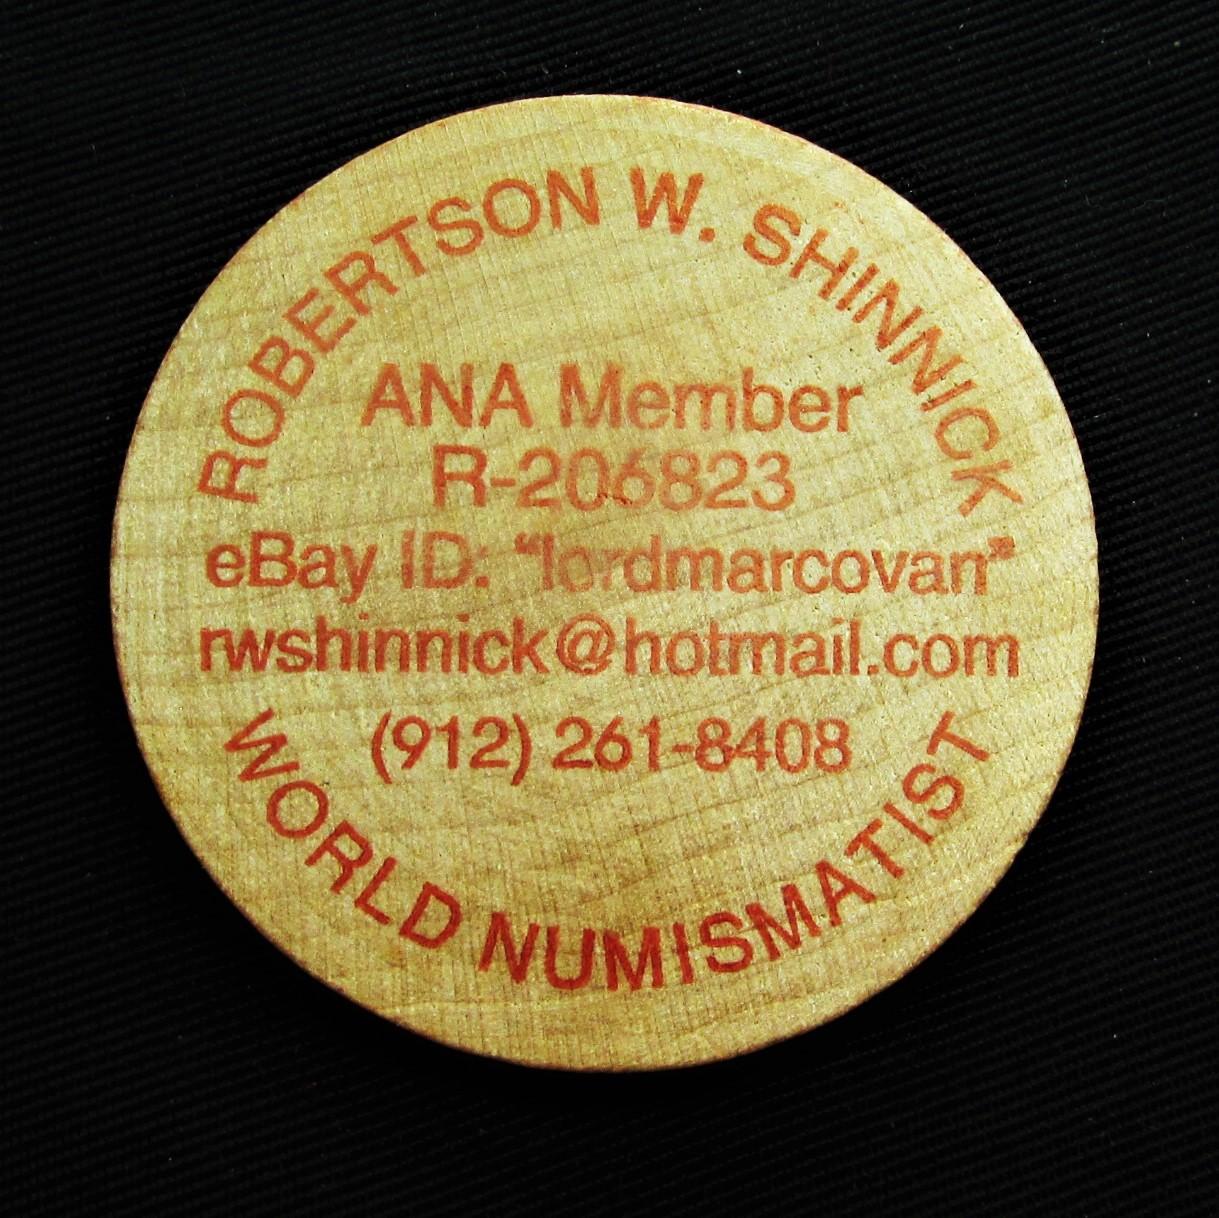 ROBERTSON W. SHINNICK
ANA Member
R-206823
eBay ID: "lordmarcovan"
rwshinnick@hotmail.com
(912) 261-8408
WORLD NUMISMATIST